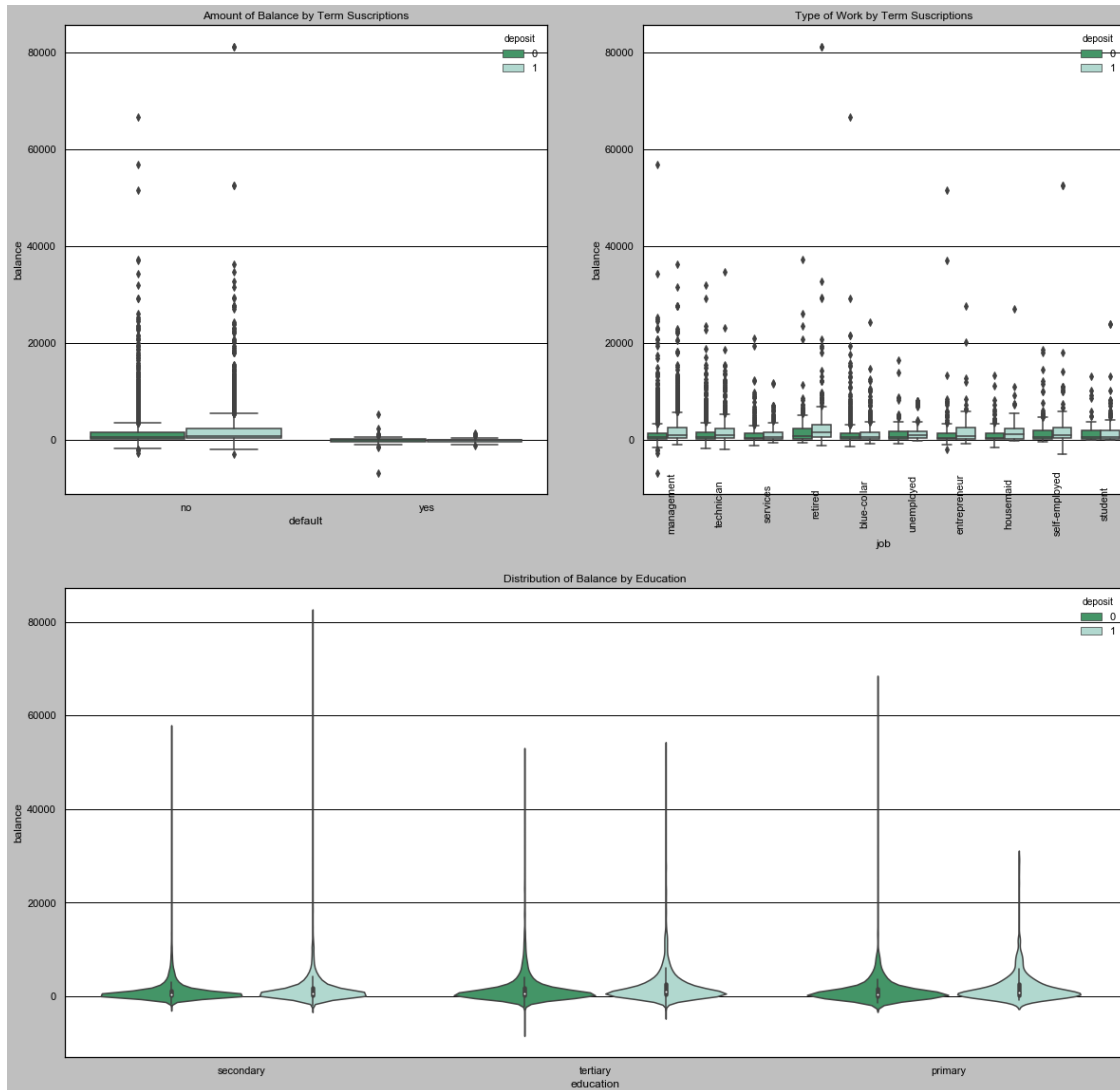 Amount of Balance by Term Suscriptions
deposit
0
1
80000
60000
40000
20000
0
balance
no
yes
default
Type of Work by Term Suscriptions
deposit
0
1
80000
60000
40000
20000
0
balance
management
technician
services
retired
blue-collar
unemployed
entrepreneur
housemaid
self-employed
student
job
Distribution of Balance by Education
deposit
0
1
80000
60000
40000
20000
0
balance
secondary
tertiary
primary
education